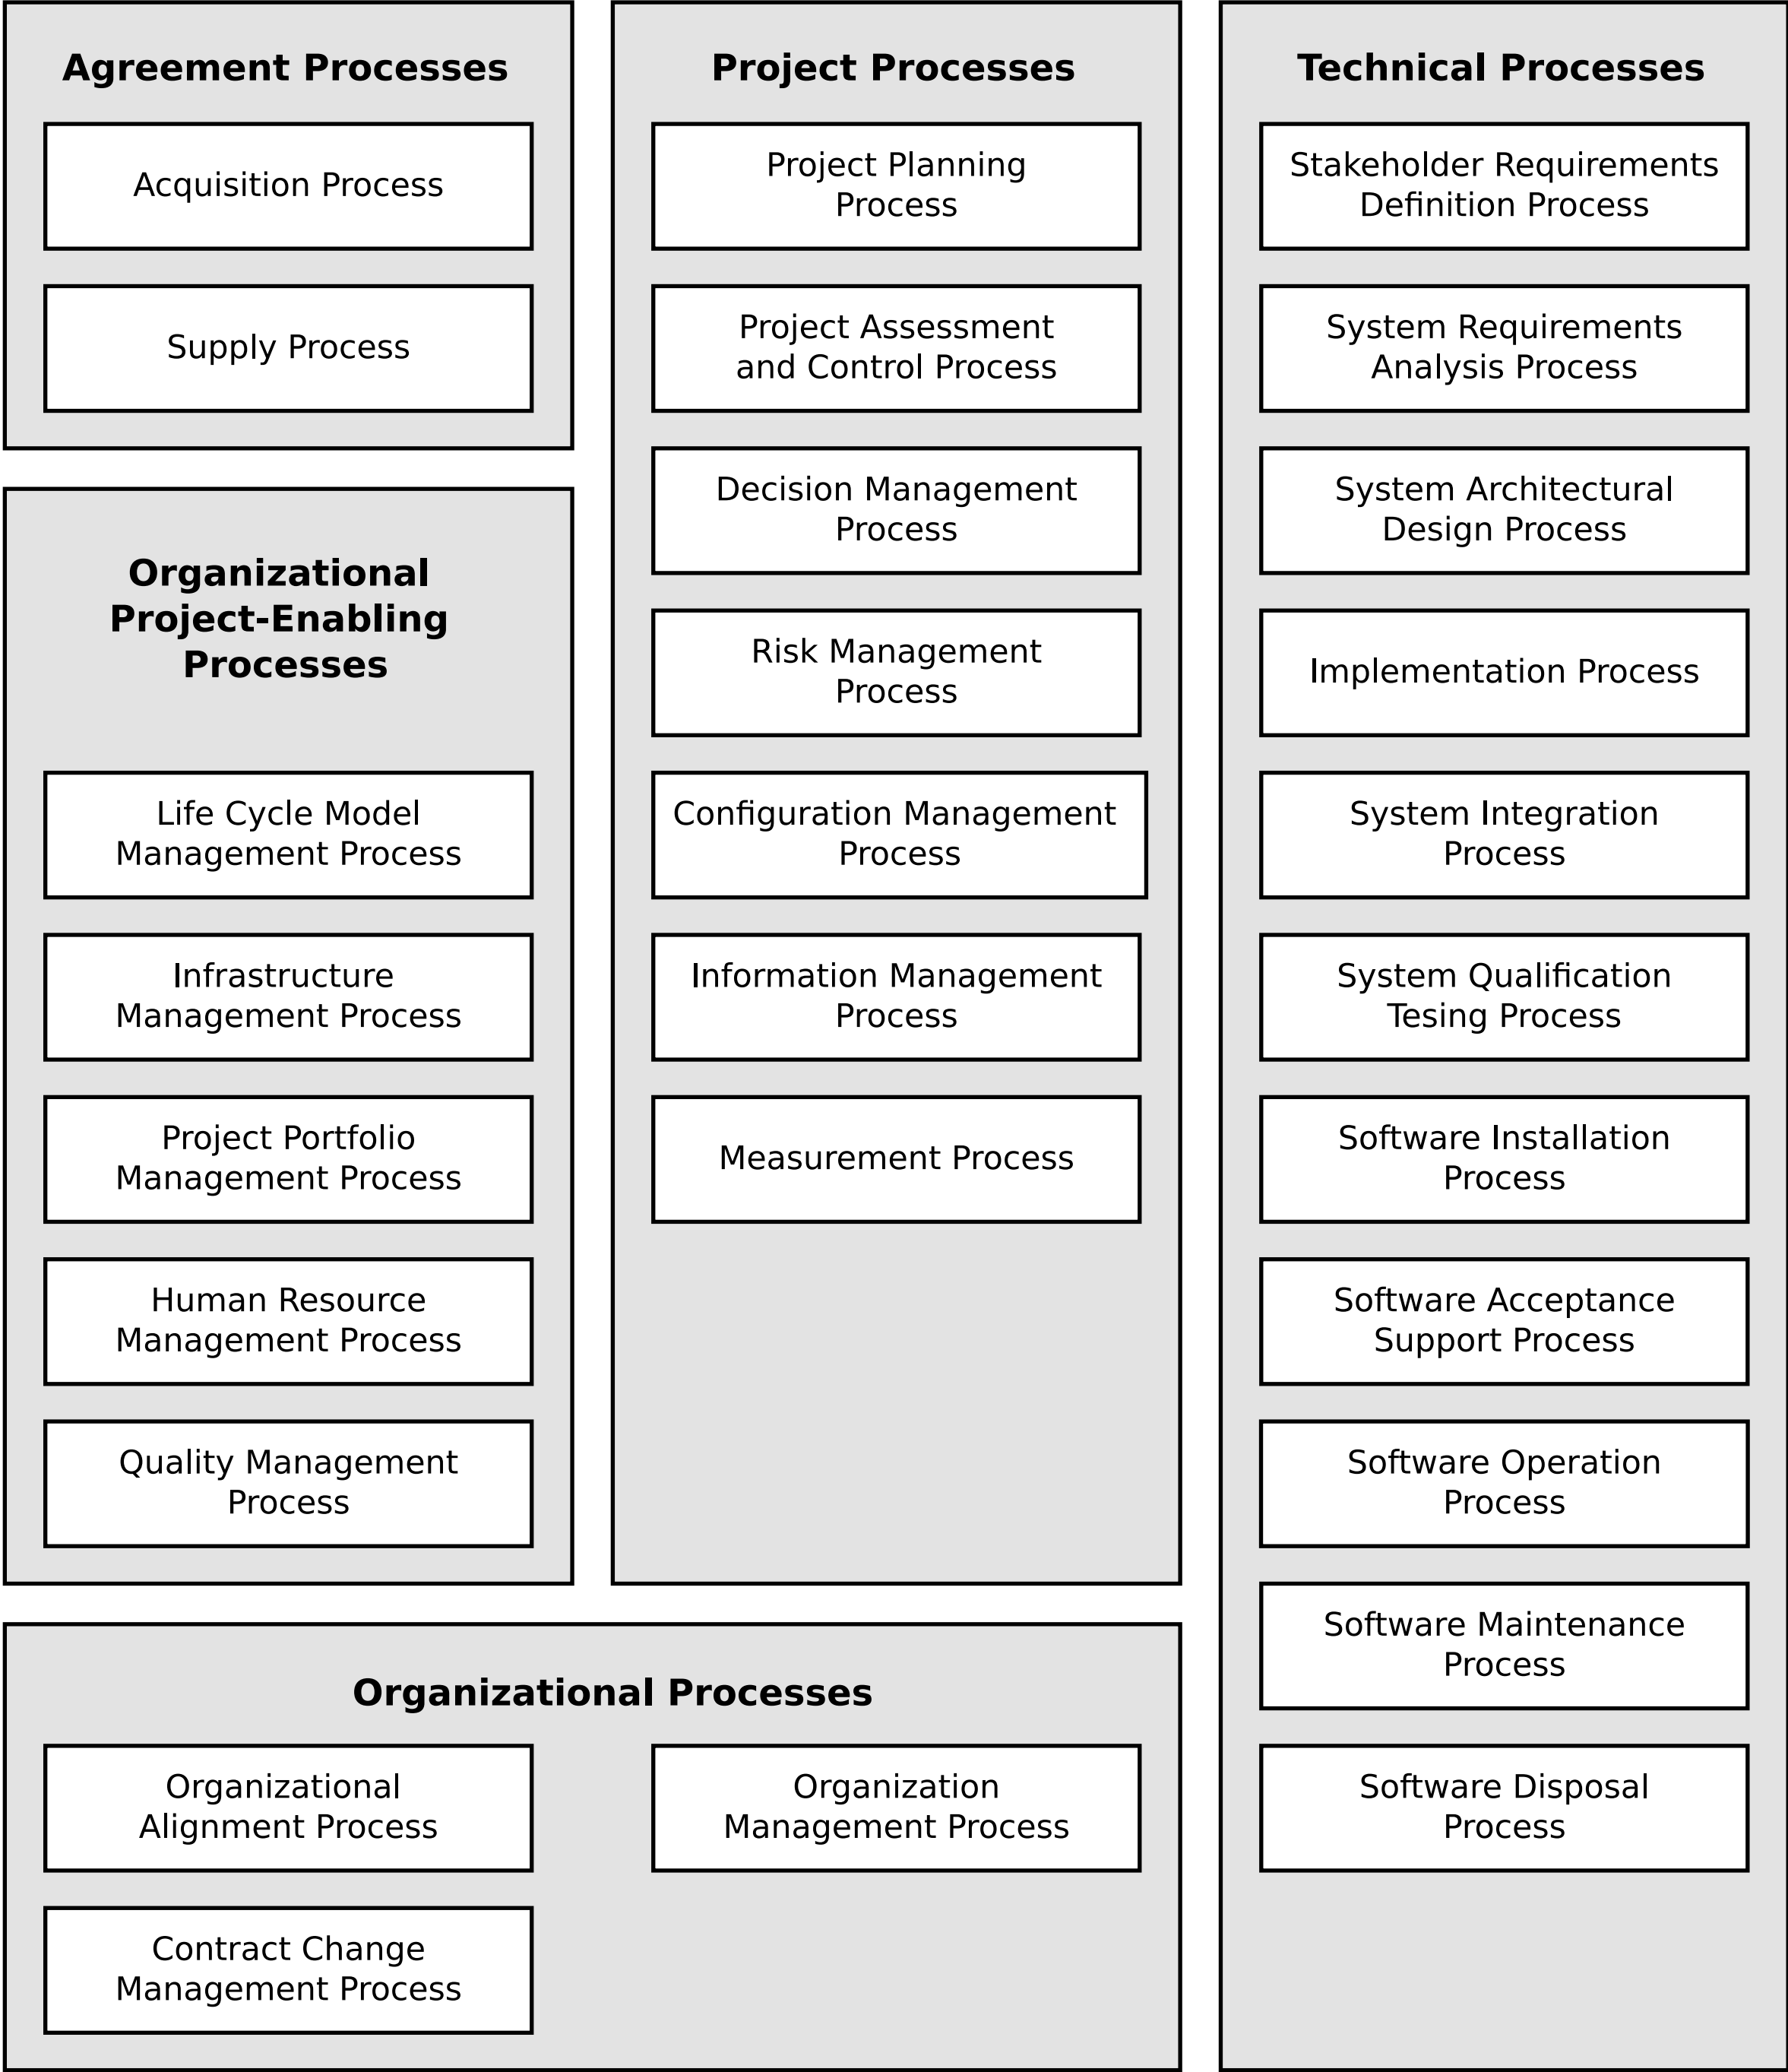 Agreement Processes
Acquisition Process
Supply Process
Organizational
Project-Enabling
Processes
Life Cycle Model
Management Process
Infrastructure
Management Process
Project Portfolio
Management Process
Human Resource
Management Process
Quality Management
Process
Project Processes
Project Planning
Process
Project Assessment
and Control Process
Decision Management
Process
Risk Management
Process
Configuration Management
Process
Information Management
Process
Measurement Process
Organizational Processes
Organizational
Alignment Process
Organization
Management Process
Contract Change
Management Process
Technical Processes
Stakeholder Requirements
Definition Process
System Requirements
Analysis Process
System Architectural
Design Process
Implementation Process
System Integration
Process
System Qualification
Tesing Process
Software Installation
Process
Software Acceptance
Support Process
Software Operation
Process
Software Maintenance
Process
Software Disposal
Process